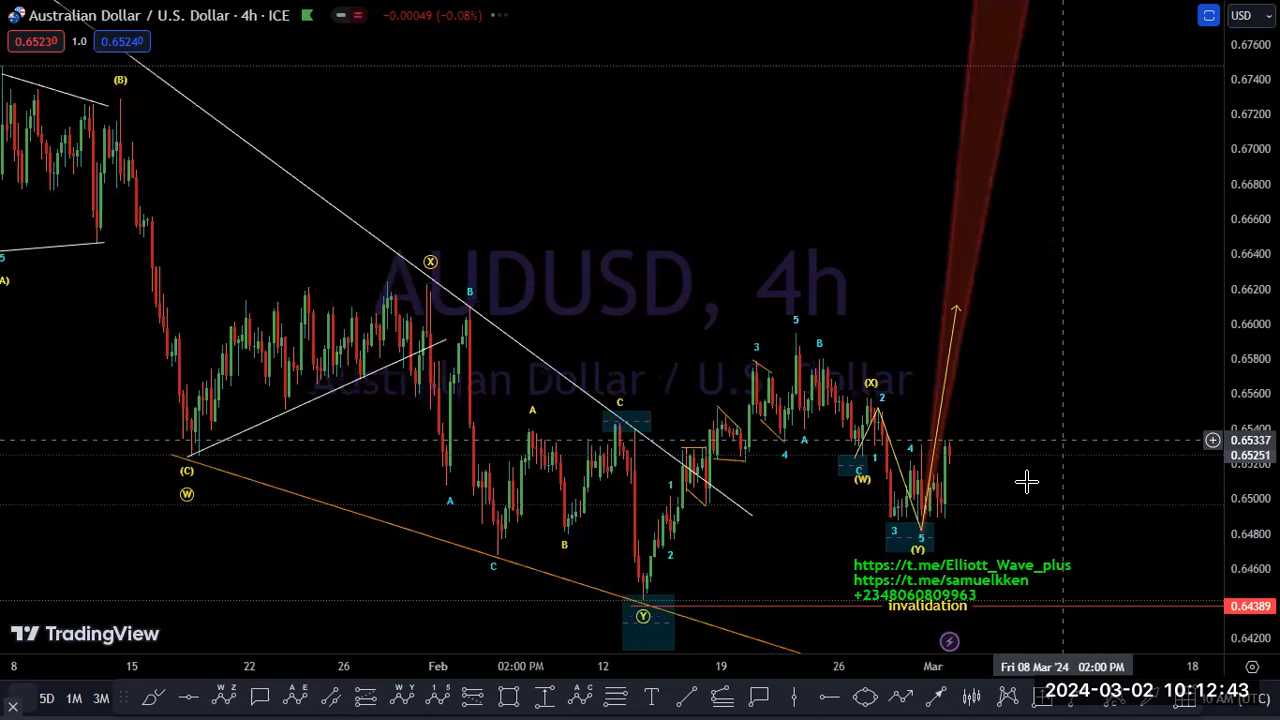 Australian Dollar / U.S. Dollar · 4h · ICE
-0.00049 (-0.08%)
USD
0.65230
1.0
0.65240
0.67600
0.67400
0.67200
0.67000
0.66800
0.66600
0.66400
0.66200
0.66000
0.65800
0.65600
0.65400
0.65337
0.65251
0.65200
0.65000
0.64800
0.64600
0.64389
0.64200
AUDUSD, 4h
Australian Dollar / U.S. Dollar
(B)
5
A)
X
B
5
3
B
C
A
(X)
2
4
A
4
1
C
(W)
(C)
W
A
1
B
2
C
3
5
(Y)
Y
https://t.me/Elliott_Wave_plus
https://t.me/samuelkken
+2348060809963
invalidation
TradingView
8
15
22
26
Feb
02:00 PM
12
19
26
Mar
Fri 08 Mar '24 02:00 PM
18
5D 1M 3M
2024-03-02 10:12:43